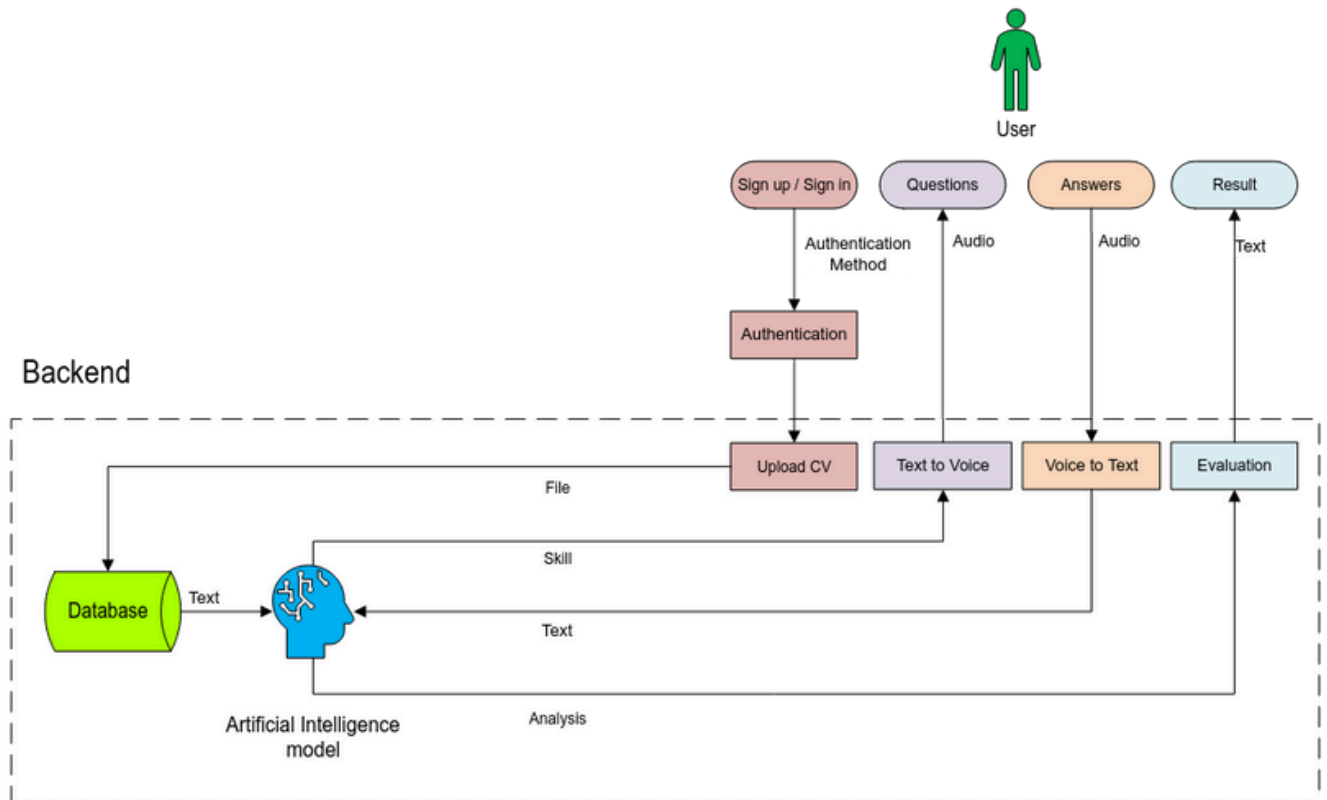 User
Sign up / Sign in
Questions
Answers
Result
Authentication
Method
Audio
Audio
Text
Authentication
Backend
Upload CV
Text to Voice
Voice to Text
Evaluation
File
Skill
Database
Text
Text
Artificial Intelligence
model
Analysis